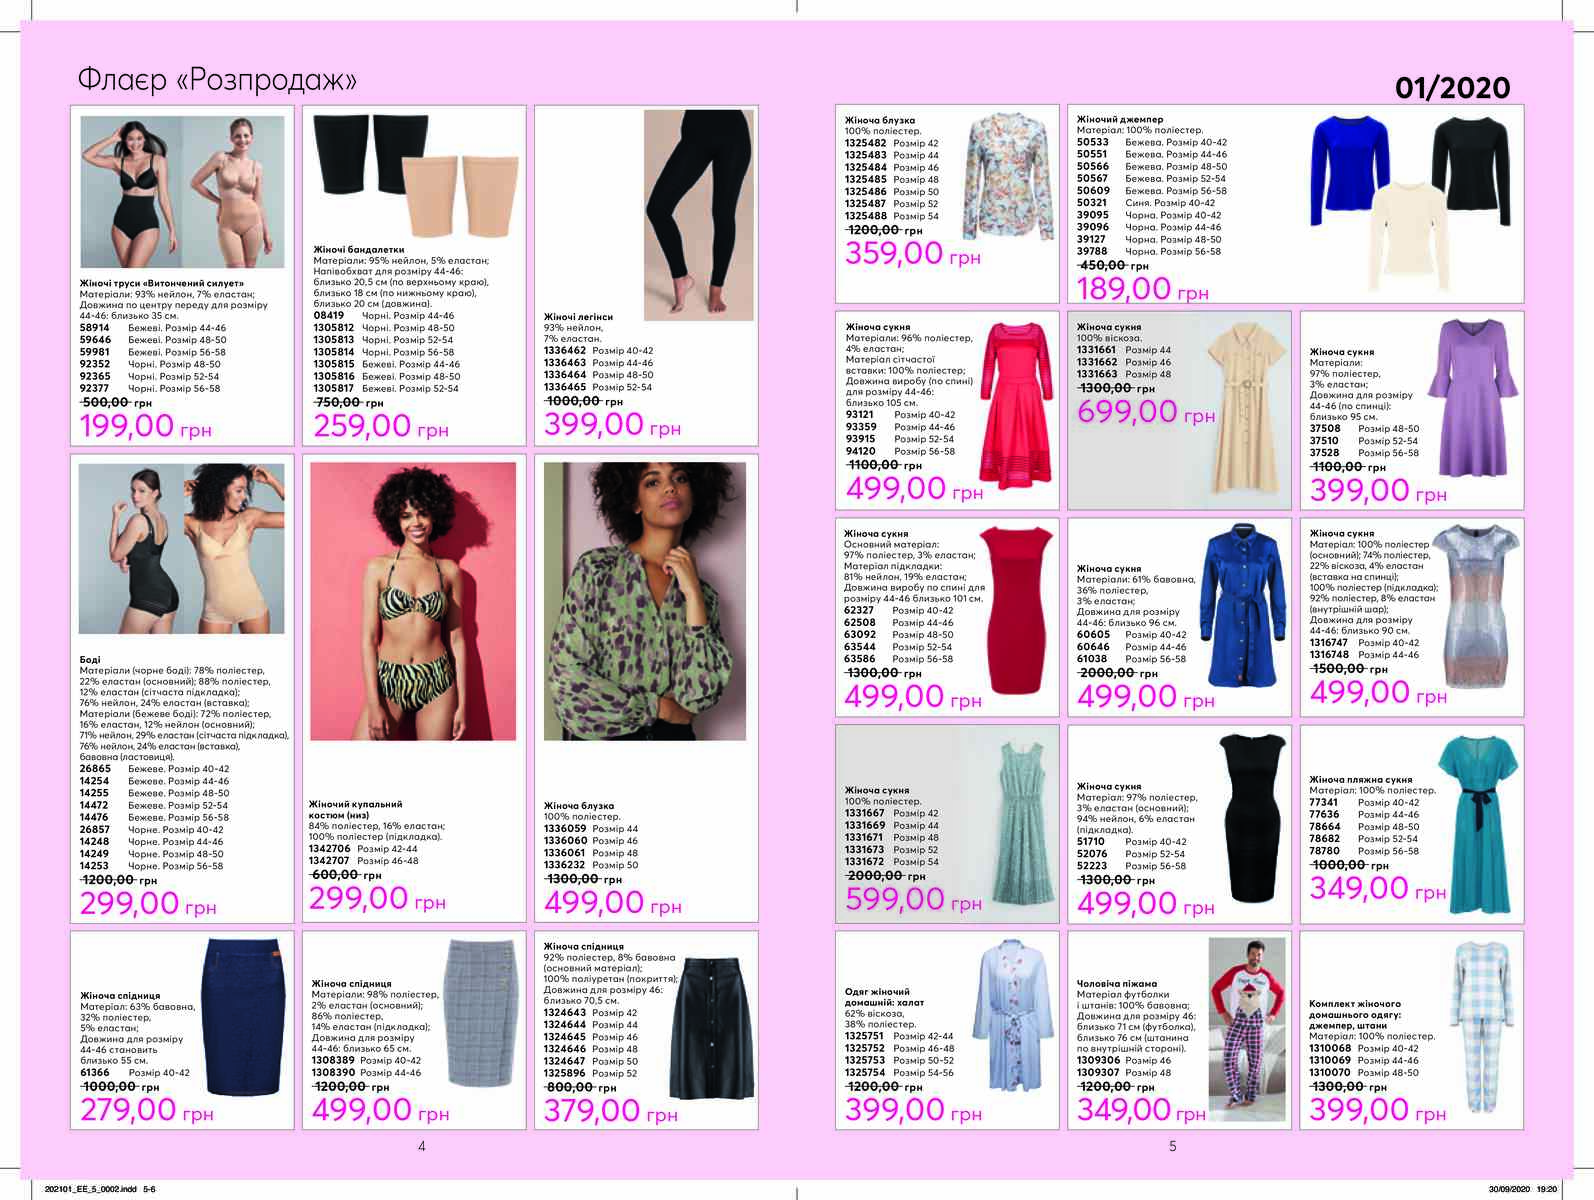 Флаєр «Розпродаж»
01/2020
Жіночі труси «Витончений силует»
Матеріали: 93% нейлон, 7% еластан;
Довжина по центру переду для розміру
44-46: близько 35 см.
58914 Бежеві. Розмір 44-46
59646 Бежеві. Розмір 48-50
59981 Бежеві. Розмір 56-58
92352 Чорні. Розмір 48-50
92365 Чорні. Розмір 52-54
92377 Чорні. Розмір 56-58
500,00 грн
199,00 грн
Жіночі бандалетки
Матеріали: 95% нейлон, 5% еластан;
Напівобхват для розміру 44-46:
близько 20,5 см (по верхньому краю),
близько 18 см (по нижньому краю),
близько 20 см (довжина).
08419 Чорні. Розмір 44-46
1305812 Чорні. Розмір 48-50
1305813 Чорні. Розмір 52-54
1305814 Чорні. Розмір 56-58
1305815 Бежеві. Розмір 44-46
1305816 Бежеві. Розмір 48-50
1305817 Бежеві. Розмір 52-54
750,00 грн
259,00 грн
Жіночі легінси
93% нейлон,
7% еластан.
1336462 Розмір 40-42
1336463 Розмір 44-46
1336464 Розмір 48-50
1336465 Розмір 52-54
1000,00 грн
399,00 грн
Боді
Матеріали (чорне боді): 78% поліестер,
22% еластан (основний); 88% поліестер,
12% еластан (сітчаста підкладка);
76% нейлон, 24% еластан (вставка);
Матеріали (бежеве боді): 72% поліестер,
16% еластан, 12% нейлон (основний);
71% нейлон, 29% еластан (сітчаста підкладка),
76% нейлон, 24% еластан (вставка),
бавовна (ластовиця).
26865 Бежеве. Розмір 40-42
14254 Бежеве. Розмір 44-46
14255 Бежеве. Розмір 48-50
14472 Бежеве. Розмір 52-54
14476 Бежеве. Розмір 56-58
26857 Чорне. Розмір 40-42
14248 Чорне. Розмір 44-46
14249 Чорне. Розмір 48-50
14253 Чорне. Розмір 56-58
1200,00 грн
299,00 грн
Жіночий купальний
костюм (низ)
84% поліестер, 16% еластан;
100% поліестер (підкладка).
1342706 Розмір 42-44
1342707 Розмір 46-48
600,00 грн
299,00 грн
Жіноча блузка
100% поліестер.
1336059 Розмір 44
1336060 Розмір 46
1336061 Розмір 48
1336232 Розмір 50
1300,00 грн
499,00 грн
Жіноча спідниця
Матеріал: 63% бавовна,
32% поліестер,
5% еластан;
Довжина для розміру
44-46 становить
близько 55 см.
61366 Розмір 40-42
1000,00 грн
279,00 грн
Жіноча спідниця
Матеріали: 98% поліестер,
2% еластан (основний);
86% поліестер,
14% еластан (підкладка);
Довжина для розміру
44-46: близько 65 см.
1308389 Розмір 40-42
1308390 Розмір 44-46
1200,00 грн
499,00 грн
Жіноча спідниця
92% поліестер, 8% бавовна
(основний матеріал);
100% поліуретан (покриття);
Довжина для розміру 46:
близько 70,5 см.
1324643 Розмір 42
1324644 Розмір 44
1324645 Розмір 46
1324646 Розмір 48
1324647 Розмір 50
1325896 Розмір 52
800,00 грн
379,00 грн
4
Жіноча блузка
100% поліестер.
1325482 Розмір 42
1325483 Розмір 44
1325484 Розмір 46
1325485 Розмір 48
1325486 Розмір 50
1325487 Розмір 52
1325488 Розмір 54
1200,00 грн
359,00 грн
Жіночий джемпер
Матеріал: 100% поліестер.
50533 Бежева. Розмір 40-42
50551 Бежева. Розмір 44-46
50566 Бежева. Розмір 48-50
50567 Бежева. Розмір 52-54
50609 Бежева. Розмір 56-58
50321 Синя. Розмір 40-42
39095 Чорна. Розмір 40-42
39096 Чорна. Розмір 44-46
39127 Чорна. Розмір 48-50
39788 Чорна. Розмір 56-58
450,00 грн
189,00 грн
Жіноча сукня
Матеріали: 96% поліестер,
4% еластан;
Матеріал сітчастої
вставки: 100% поліестер;
Довжина виробу (по спині)
для розміру 44-46:
близько 105 см.
93121 Розмір 40-42
93359 Розмір 44-46
93915 Розмір 52-54
94120 Розмір 56-58
1100,00 грн
499,00 грн
Жіноча сукня
100% віскоза.
1331661 Розмір 44
1331662 Розмір 46
1331663 Розмір 48
1300,00 грн
699,00 грн
Жіноча сукня
Матеріали:
97% поліестер,
3% еластан;
Довжина для розміру
44-46 (по спинці):
близько 95 см.
37508 Розмір 48-50
37510 Розмір 52-54
37528 Розмір 56-58
1100,00 грн
399,00 грн
Жіноча сукня
Основний матеріал:
97% поліестер, 3% еластан;
Матеріал підкладки:
81% нейлон, 19% еластан;
Довжина виробу по спині для
розміру 44-46 близько 101 см.
62327 Розмір 40-42
62508 Розмір 44-46
63092 Розмір 48-50
63544 Розмір 52-54
63586 Розмір 56-58
1300,00 грн
499,00 грн
Жіноча сукня
Матеріали: 61% бавовна,
36% поліестер,
3% еластан;
Довжина для розміру
44-46: близько 96 см.
60605 Розмір 40-42
60646 Розмір 44-46
61038 Розмір 56-58
2000,00 грн
499,00 грн
Жіноча сукня
Матеріал: 100% поліестер
(основний); 74% поліестер,
22% віскоза, 4% еластан
(вставка на спинці);
100% поліестер (підкладка);
92% поліестер, 8% еластан
(внутрішній шар);
Довжина для розміру
44-46: близько 90 см.
1316747 Розмір 40-42
1316748 Розмір 44-46
1500,00 грн
499,00 грн
Жіноча сукня
100% поліестер.
1331667 Розмір 42
1331669 Розмір 44
1331671 Розмір 48
1331673 Розмір 52
1331672 Розмір 54
2000,00 грн
599,00 грн
Жіноча сукня
Матеріал: 97% поліестер,
3% еластан (основний);
94% нейлон, 6% еластан
(підкладка).
51710 Розмір 40-42
52076 Розмір 52-54
52223 Розмір 56-58
1300,00 грн
499,00 грн
Жіноча пляжна сукня
Матеріал: 100% поліестер.
77341 Розмір 40-42
77636 Розмір 44-46
78664 Розмір 48-50
78682 Розмір 52-54
78780 Розмір 56-58
1000,00 грн
349,00 грн
Одяг жіночий
домашній: халат
62% віскоза,
38% поліестер.
1325751 Розмір 42-44
1325752 Розмір 46-48
1325753 Розмір 50-52
1325754 Розмір 54-56
1200,00 грн
399,00 грн
Чоловіча піжама
Матеріал футболки
і штанів: 100% бавовна;
Довжина для розміру 46:
близько 71 см (футболка),
близько 76 см (штанина
по внутрішній стороні).
1309306 Розмір 46
1309307 Розмір 48
1200,00 грн
349,00 грн
Комплект жіночого
домашнього одягу:
джемпер, штани
Матеріал: 100% поліестер.
1310068 Розмір 40-42
1310069 Розмір 44-46
1310070 Розмір 48-50
1300,00 грн
399,00 грн
5
202101_EE_5_0002.indd 5-6
30/09/2020 19:20